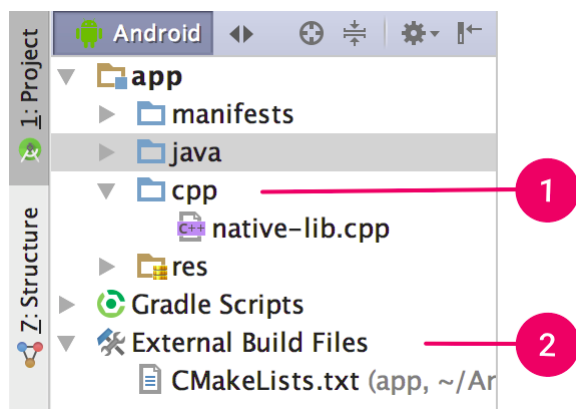 1: Project
Z: Structure
Android
app
manifests
java
cpp
1
C++
native-lib.cpp
res
Gradle Scripts
External Build Files
2
CMakeLists.txt (app, ~/Ar